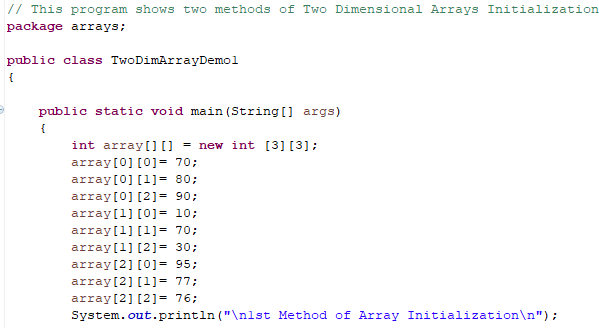 // This program shows two methods of Two Dimensional Arrays Initialization
package arrays;
public class TwoDimArrayDemo1
{
public static void main(String[] args)
{
int array[][] = new int [3][3];
array[0][0]= 70;
array[0][1]= 80;
array[0][2]= 90;
array[1][0]= 10;
array[1][1]= 70;
array[1][2]= 30;
array[2][0]= 95;
array[2][1]= 77;
array[2][2]= 76;
System.out.println("\n1st Method of Array Initialization\n");